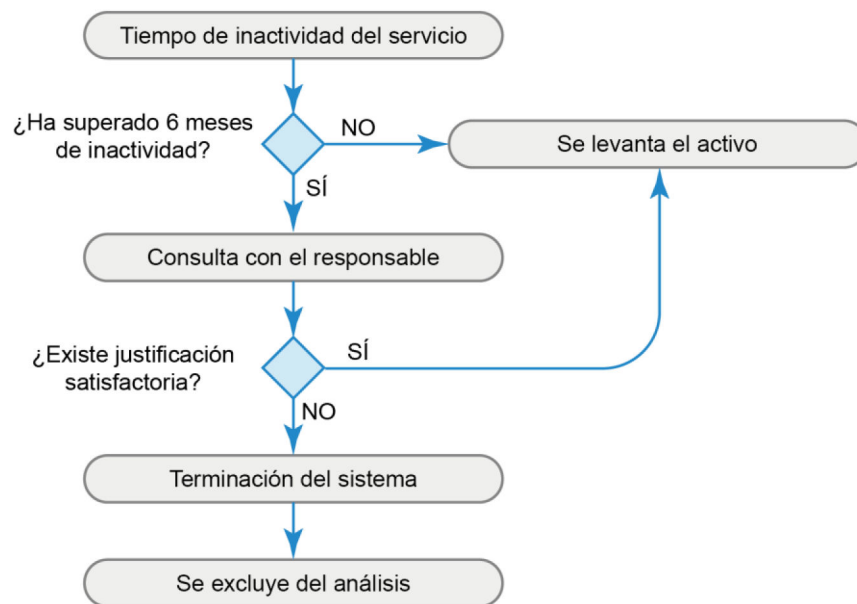 Tiempo de inactividad del servicio
¿Ha superado 6 meses
de inactividad?
NO
Se levanta el activo
SÍ
Consulta con el responsable
¿Existe justificación
satisfactoria?
SÍ
NO
Terminación del sistema
Se excluye del análisis